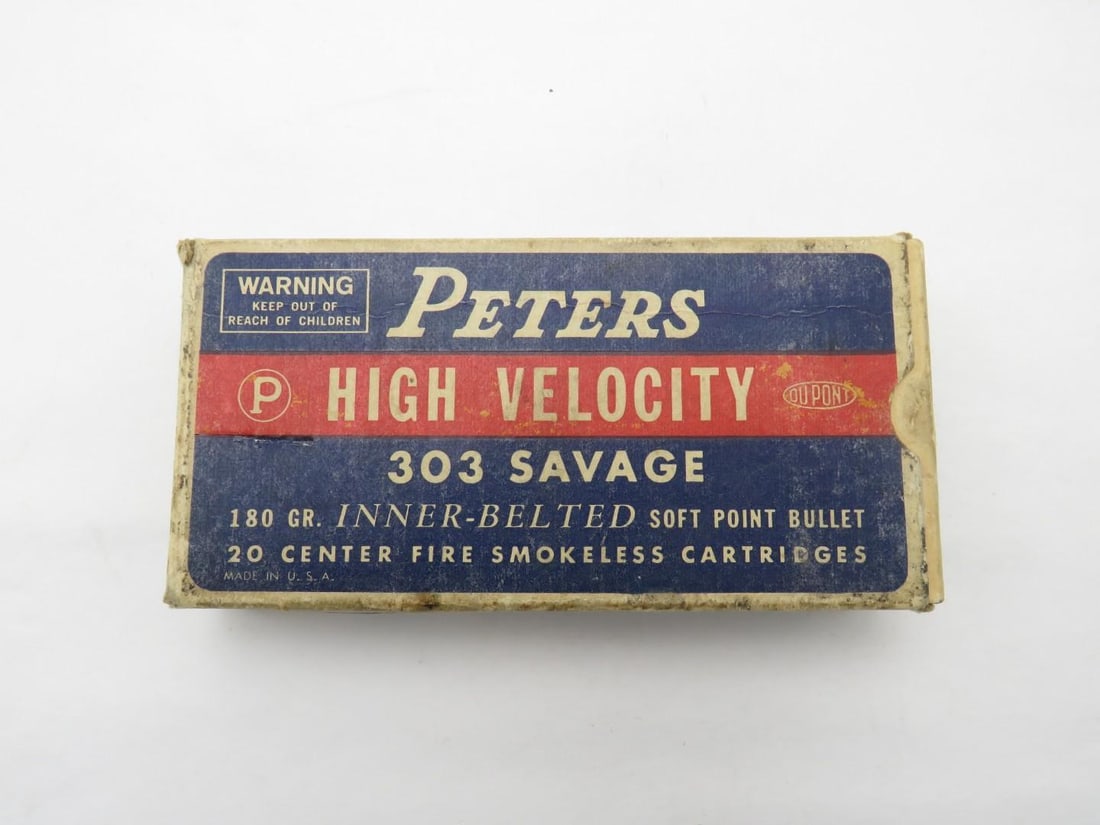 WARNING
KEEP OUT OF
REACH OF CHILDREN
PETERS
P HIGH VELOCITY DU PONT
303 SAVAGE
180 GR. INNER-BELTED SOFT POINT BULLET
20 CENTER FIRE SMOKELESS CARTRIDGES
MADE IN U. S. A.